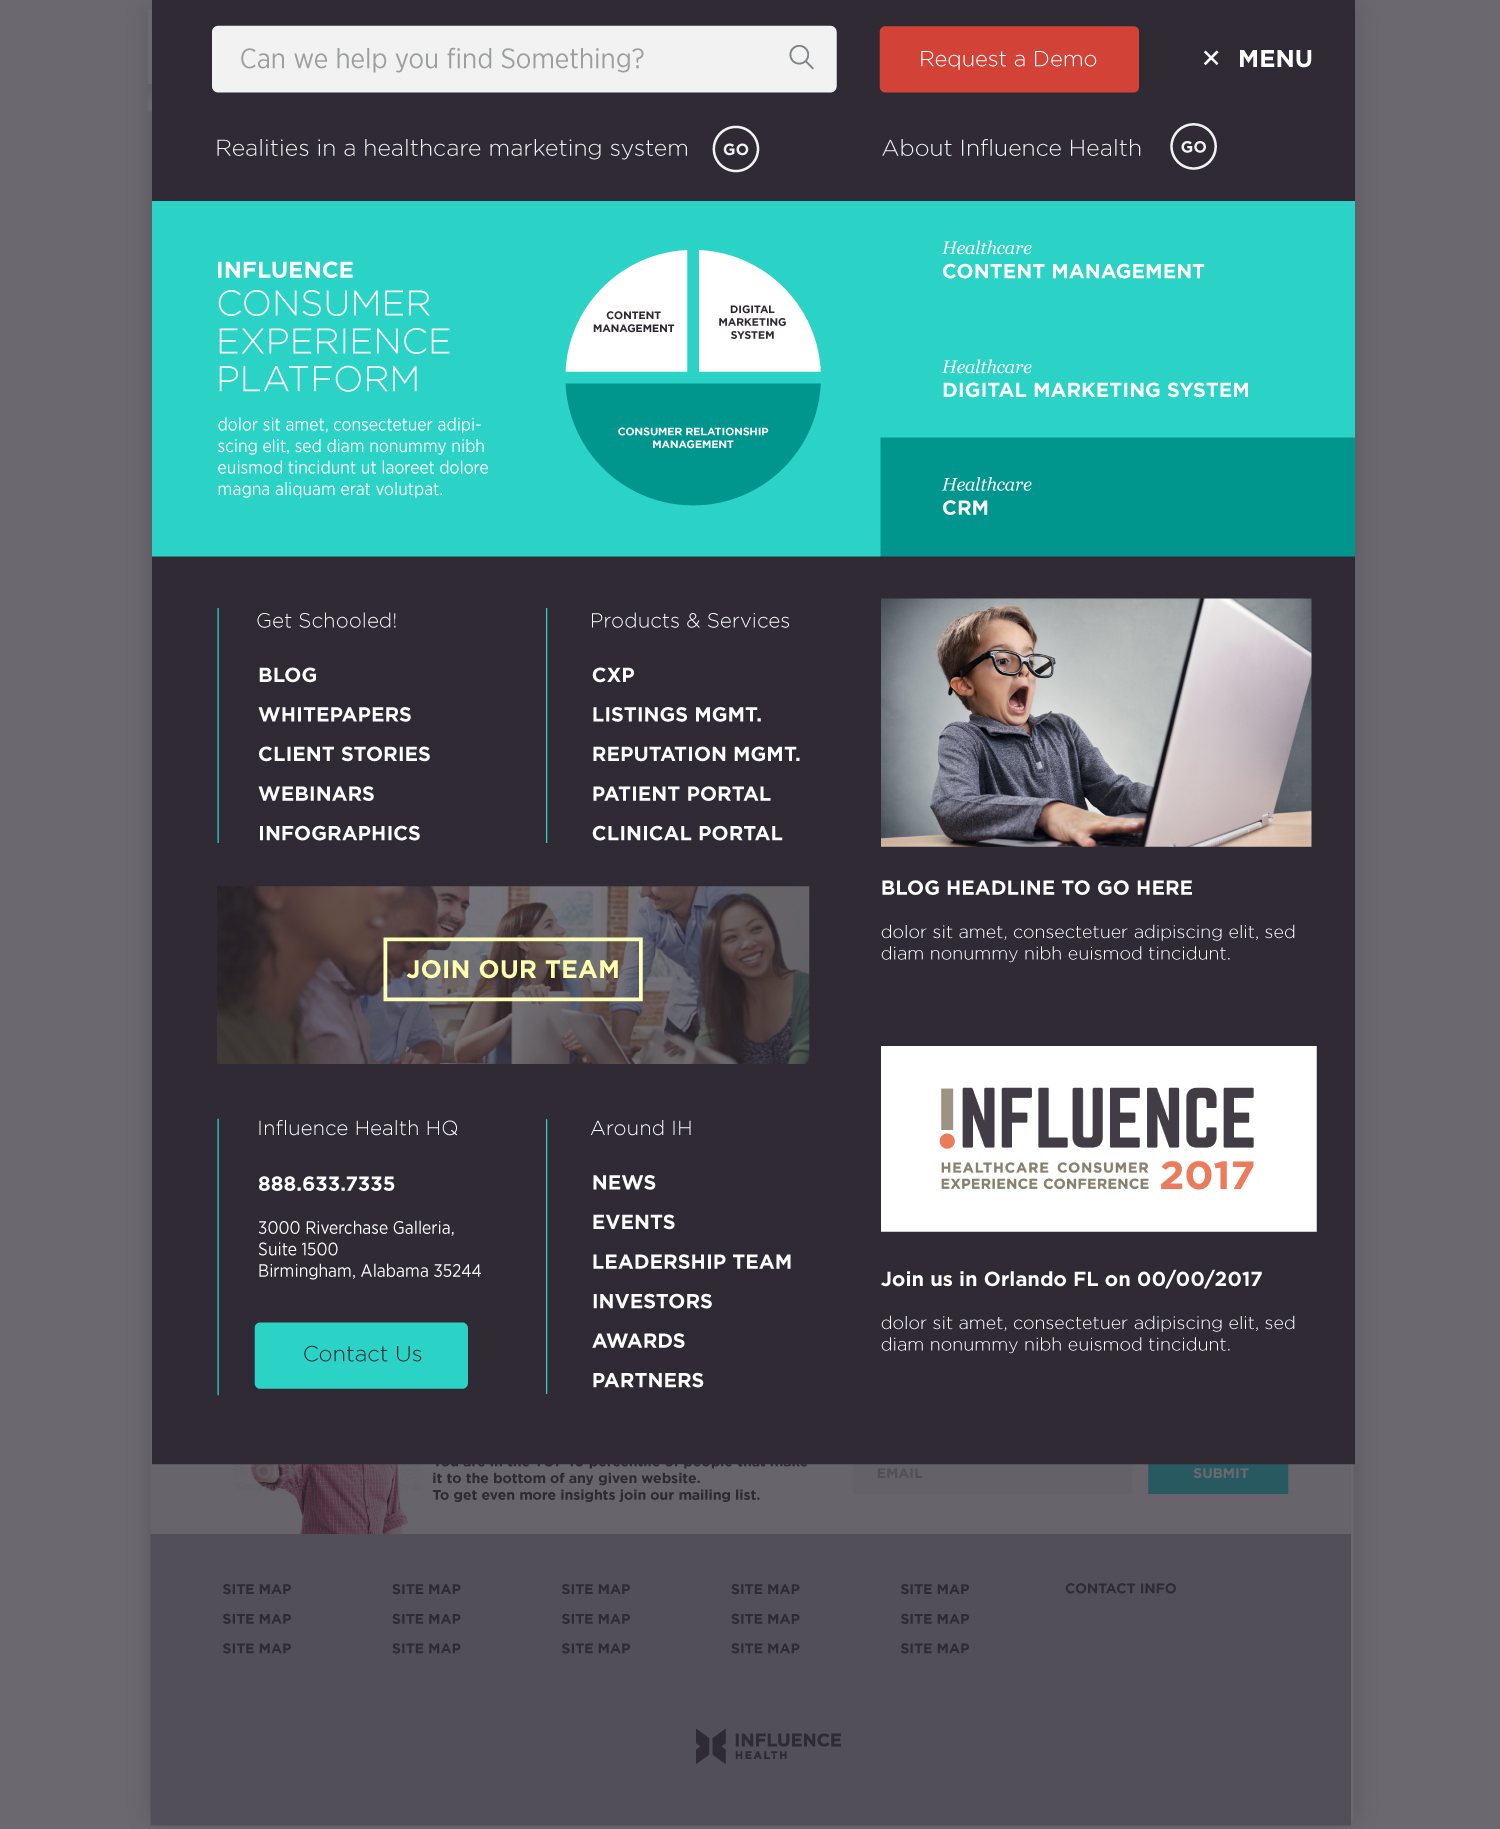 Can we help you find Something?
Request a Demo
× MENU
Realities in a healthcare marketing system
GO
About Influence Health
GO
INFLUENCE
CONSUMER
EXPERIENCE
PLATFORM
dolor sit amet, consectetuer adipi-
scing elit, sed diam nonummy nibh
euismod tincidunt ut laoreet dolore
magna aliquam erat volutpat.
CONTENT
MANAGEMENT
DIGITAL
MARKETING
SYSTEM
CONSUMER RELATIONSHIP
MANAGEMENT
Healthcare
CONTENT MANAGEMENT
Healthcare
DIGITAL MARKETING SYSTEM
Healthcare
CRM
Get Schooled!
BLOG
WHITEPAPERS
CLIENT STORIES
WEBINARS
INFOGRAPHICS
Products & Services
CXP
LISTINGS MGMT.
REPUTATION MGMT.
PATIENT PORTAL
CLINICAL PORTAL
BLOG HEADLINE TO GO HERE
dolor sit amet, consectetuer adipiscing elit, sed
diam nonummy nibh euismod tincidunt.
JOIN OUR TEAM
Influence Health HQ
888.633.7335
3000 Riverchase Galleria,
Suite 1500
Birmingham, Alabama 35244
Contact Us
Around IH
NEWS
EVENTS
LEADERSHIP TEAM
INVESTORS
AWARDS
PARTNERS
INFLUENCE
HEALTHCARE CONSUMER
EXPERIENCE CONFERENCE
2017
Join us in Orlando FL on 00/00/2017
dolor sit amet, consectetuer adipiscing elit, sed
diam nonummy nibh euismod tincidunt.
it to the bottom of any given website.
To get even more insights join our mailing list.
EMAIL
SUBMIT
SITE MAP SITE MAP SITE MAP SITE MAP SITE MAP CONTACT INFO
SITE MAP SITE MAP SITE MAP SITE MAP SITE MAP
SITE MAP SITE MAP SITE MAP SITE MAP SITE MAP
INFLUENCE
HEALTH